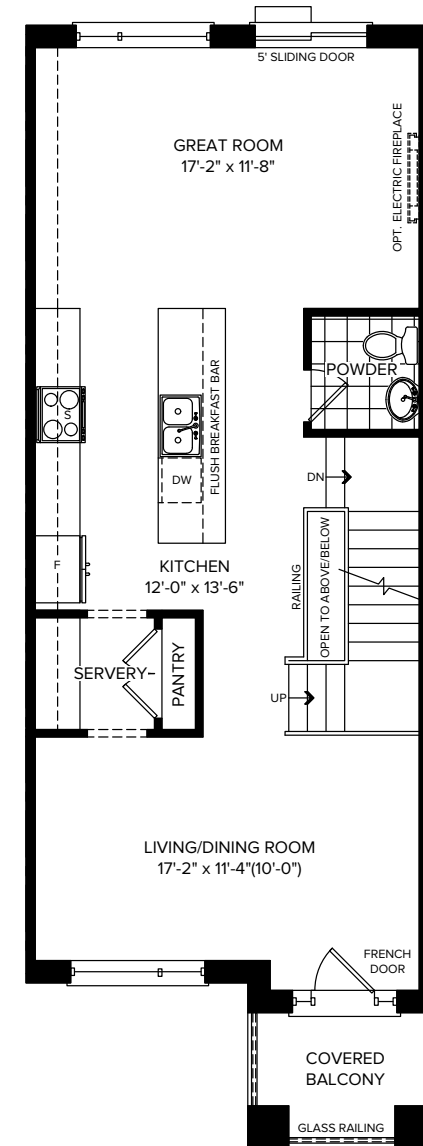 5' SLIDING DOOR
GREAT ROOM
17'-2" x 11'-8"
OPT. ELECTRIC FIREPLACE
POWDER
S
FLUSH BREAKFAST BAR
DW
DN
F
KITCHEN
12'-0" x 13'-6"
RAILING
OPEN TO ABOVE/BELOW
SERVERY
PANTRY
UP
LIVING/DINING ROOM
17'-2" x 11'-4"(10'-0")
FRENCH
DOOR
COVERED
BALCONY
GLASS RAILING